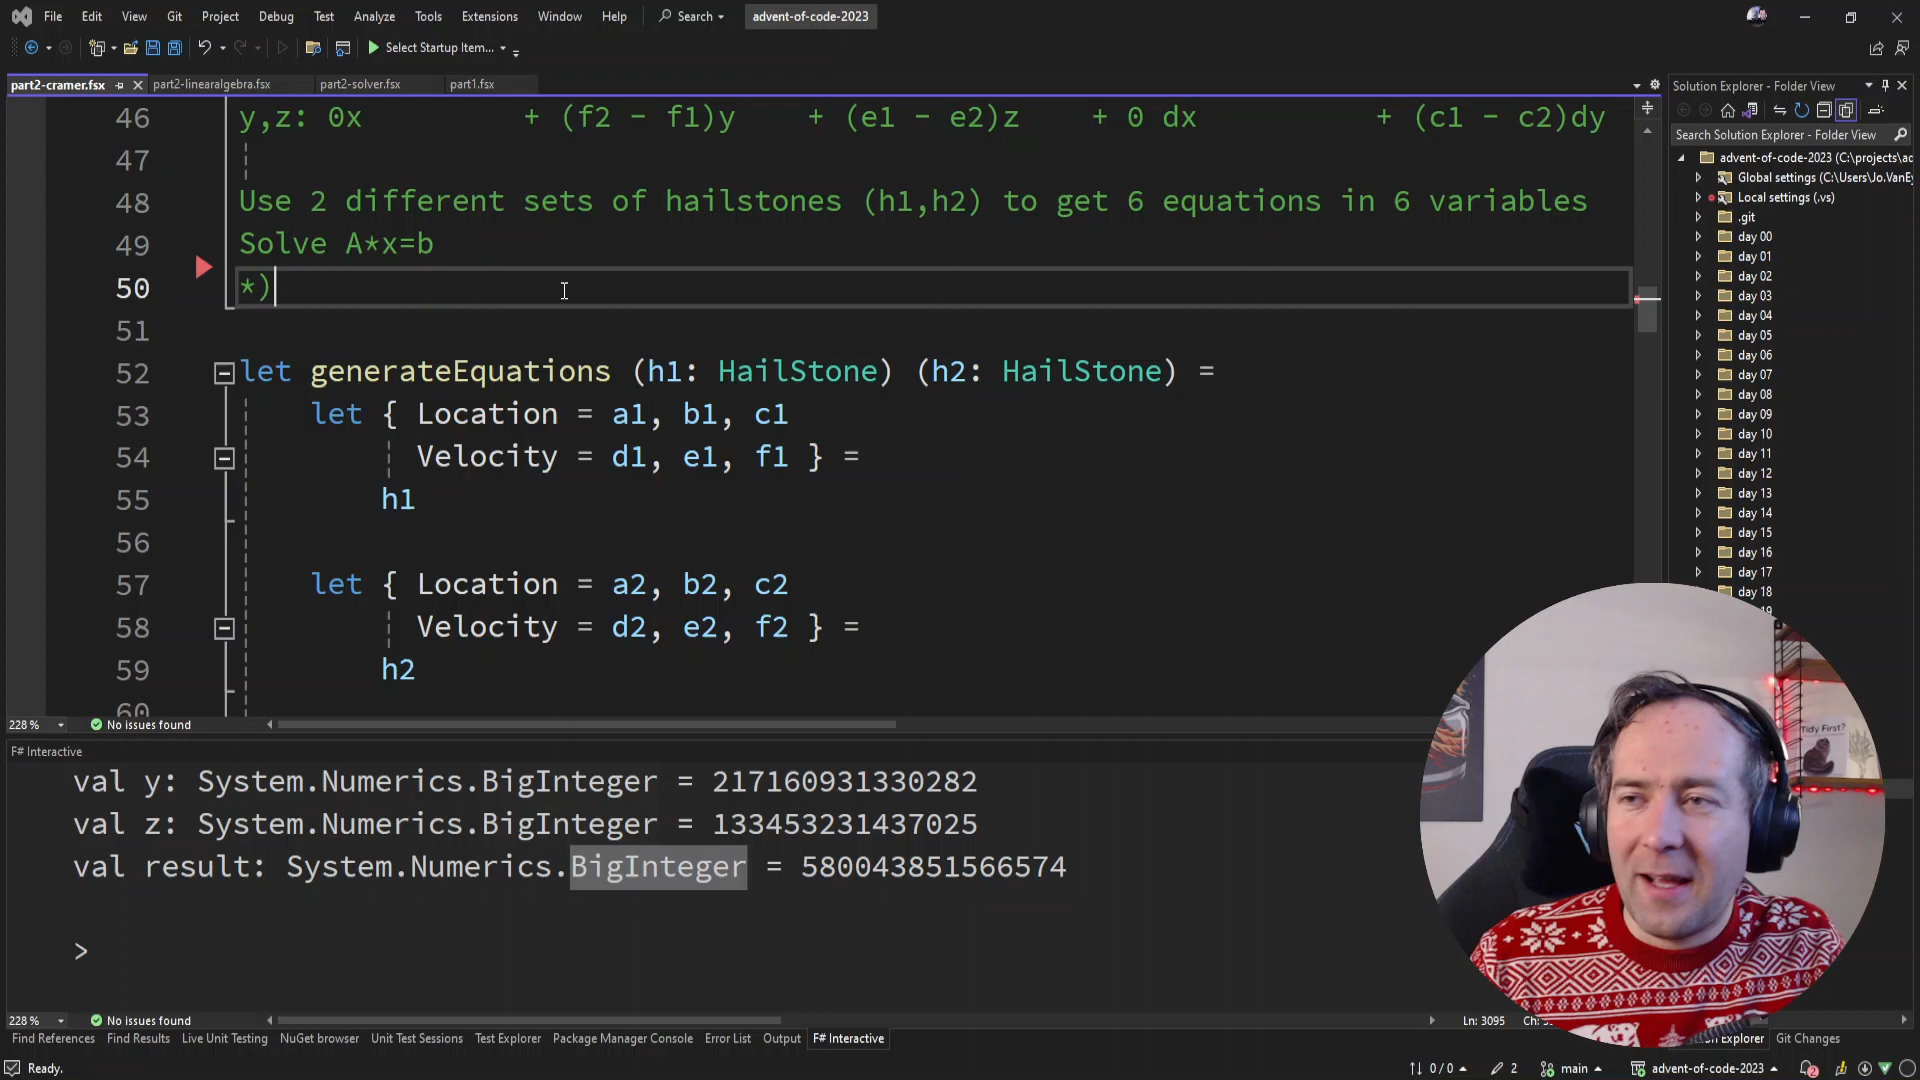 File Edit View Git Project Debug Test Analyze Tools Extensions Window Help Search advent-of-code-2023
Select Startup Item...
part2-cramer.fsx part2-linearalgebra.fsx part2-solver.fsx part1.fsx
46 y,z: 0x + (f2 - f1)y + (e1 - e2)z + 0 dx + (c1 - c2)dy
47
48 Use 2 different sets of hailstones (h1,h2) to get 6 equations in 6 variables
49 Solve A*x=b
50 *)
51
52 let generateEquations (h1: HailStone) (h2: HailStone) =
53 let { Location = a1, b1, c1
54 Velocity = d1, e1, f1 } =
55 h1
56
57 let { Location = a2, b2, c2
58 Velocity = d2, e2, f2 } =
59 h2
60
228 % No issues found
F# Interactive
val y: System.Numerics.BigInteger = 217160931330282
val z: System.Numerics.BigInteger = 133453231437025
val result: System.Numerics.BigInteger = 580043851566574
>
228 % No issues found Ln: 3095
Find References Find Results Live Unit Testing NuGet browser Unit Test Sessions Test Explorer Package Manager Console Error List Output F# Interactive
Ready. 0 / 0 2 main advent-of-code-2023 2
Solution Explorer - Folder View
Search Solution Explorer - Folder View
advent-of-code-2023 (C:\projects\ad
Global settings (C:\Users\Jo.VanEy
Local settings (.vs)
.git
day 00
day 01
day 02
day 03
day 04
day 05
day 06
day 07
day 08
day 09
day 10
day 11
day 12
day 13
day 14
day 15
day 16
day 17
day 18
Tidy First?
Explorer Git Changes